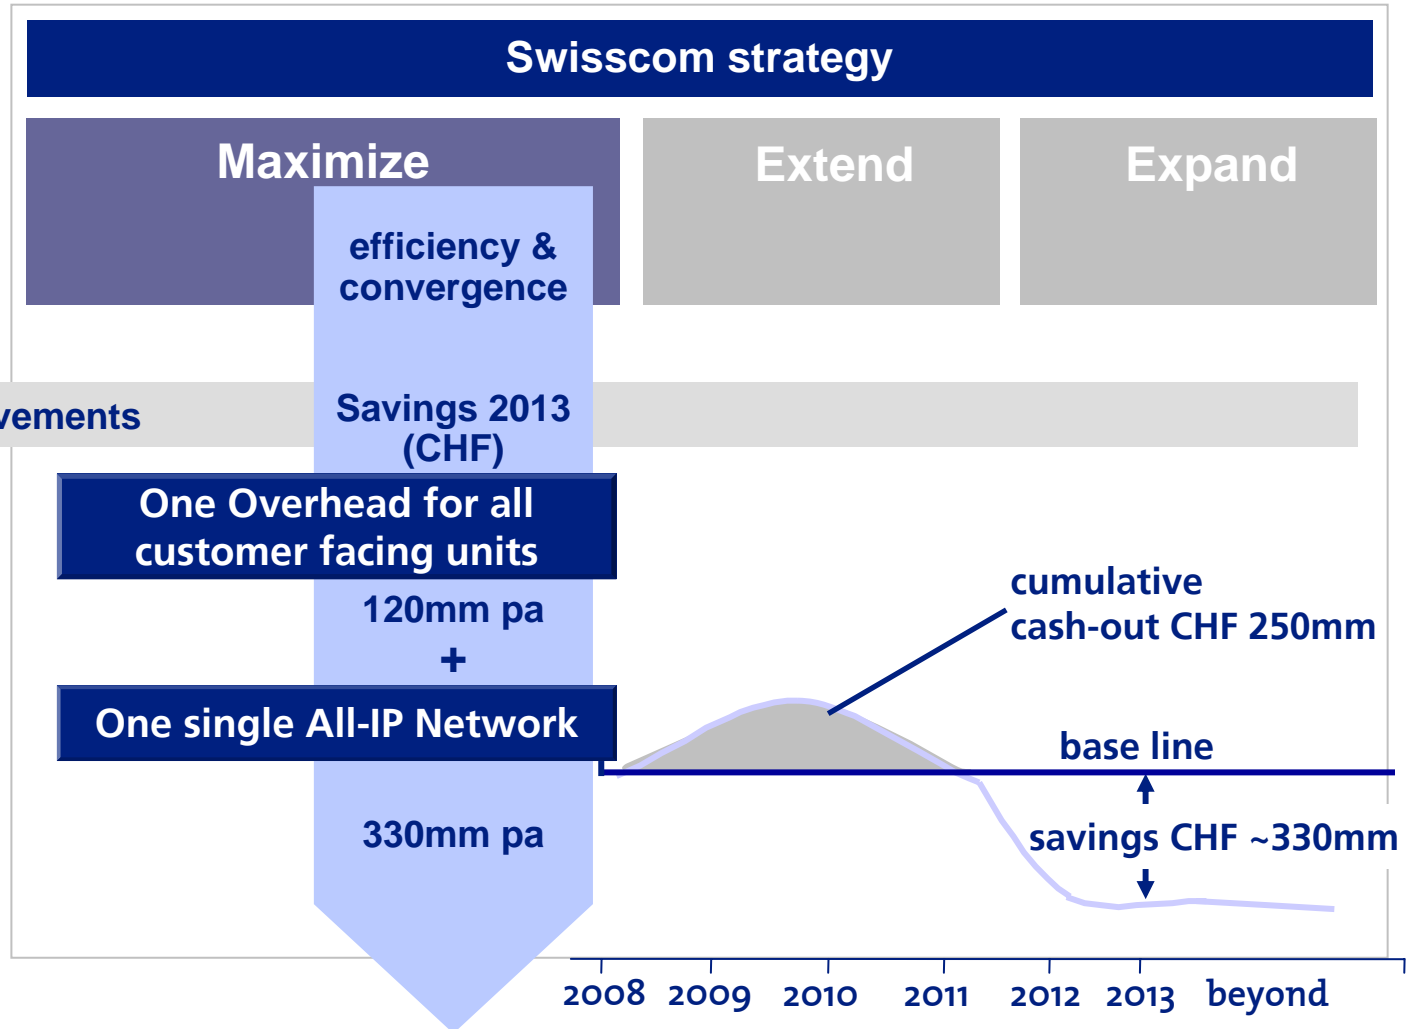 Swisscom strategy
Maximize
Extend
Expand
efficiency &
convergence
vements
Savings 2013
(CHF)
One Overhead for all
customer facing units
120mm pa
+
One single All-IP Network
330mm pa
cumulative
cash-out CHF 250mm
base line
savings CHF ~330mm
2008 2009 2010 2011 2012 2013 beyond